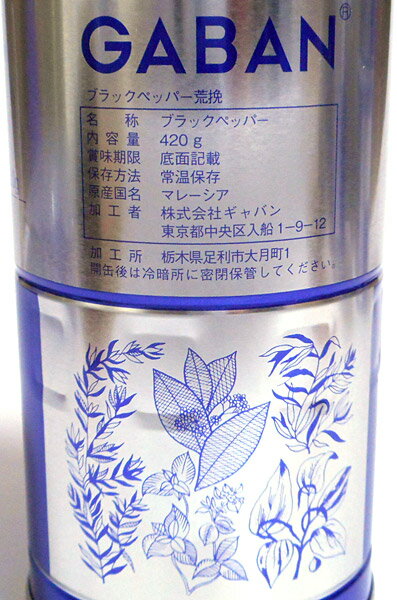 GABAN®
ブラックペッパー荒挽
名称 ブラックペッパー
内容量 420g
賞味期限 底面記載
保存方法 常温保存
原産国名 マレーシア
加工者 株式会社ギャバン
東京都中央区入船1-9-12
加工所 栃木県足利市大月町1
開缶後は冷暗所に密閉保管してください。